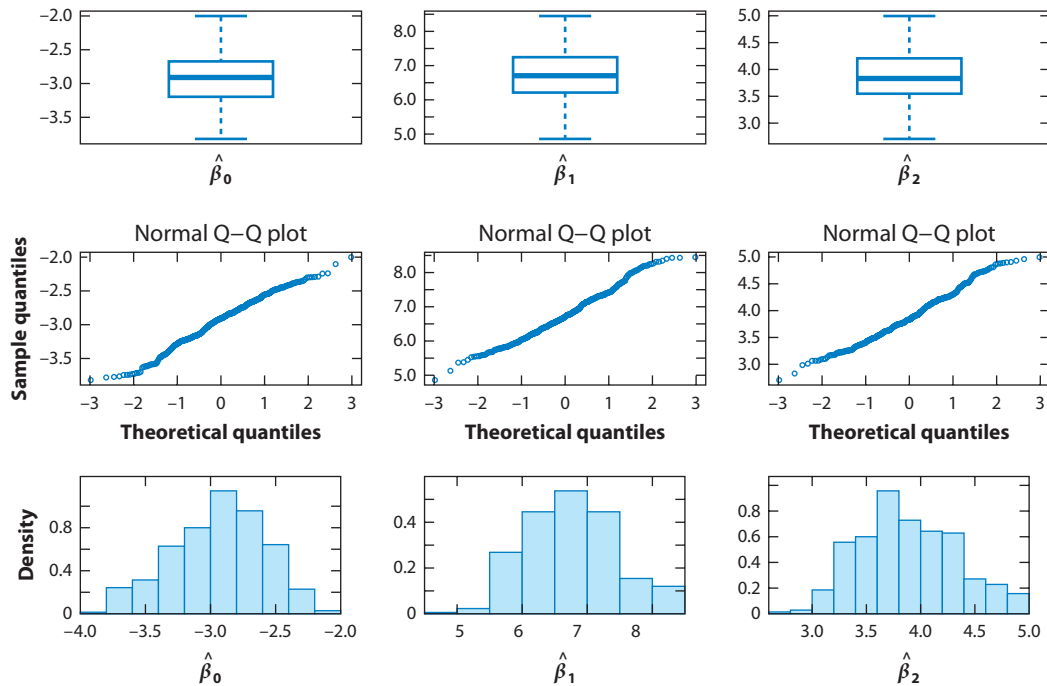 −2.0
−2.5
−3.0
−3.5
β̂0
8.0
7.0
6.0
5.0
β̂1
5.0
4.5
4.0
3.5
3.0
β̂2
Sample quantiles
Normal Q–Q plot
−2.0
−2.5
−3.0
−3.5
−3 −2 −1 0 1 2 3
Theoretical quantiles
Normal Q–Q plot
8.0
7.0
6.0
5.0
−3 −2 −1 0 1 2 3
Theoretical quantiles
Normal Q–Q plot
5.0
4.5
4.0
3.5
3.0
−3 −2 −1 0 1 2 3
Theoretical quantiles
Density
0.8
0.4
0
−4.0 −3.5 −3.0 −2.5 −2.0
β̂0
0.4
0.2
0
5 6 7 8
β̂1
0.8
0.6
0.4
0.2
0
3.0 3.5 4.0 4.5 5.0
β̂2